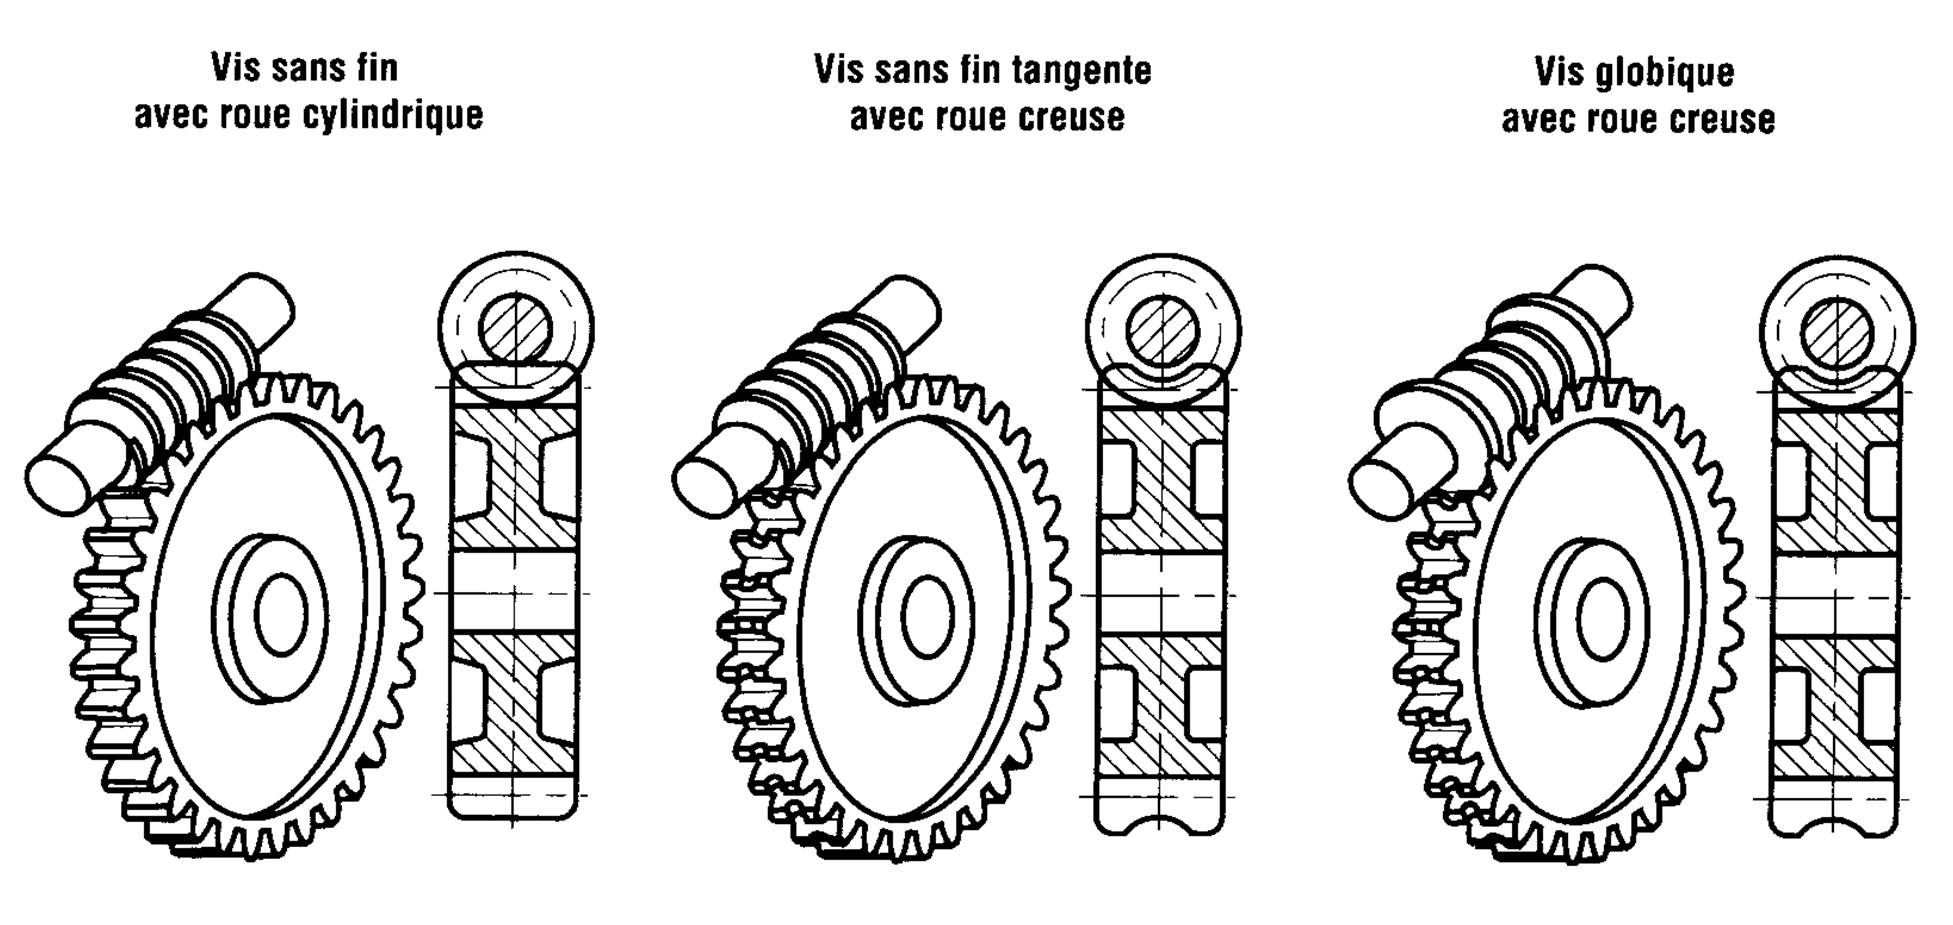 Vis sans fin
avec roue cylindrique
Vis sans fin tangente
avec roue creuse
Vis globique
avec roue creuse